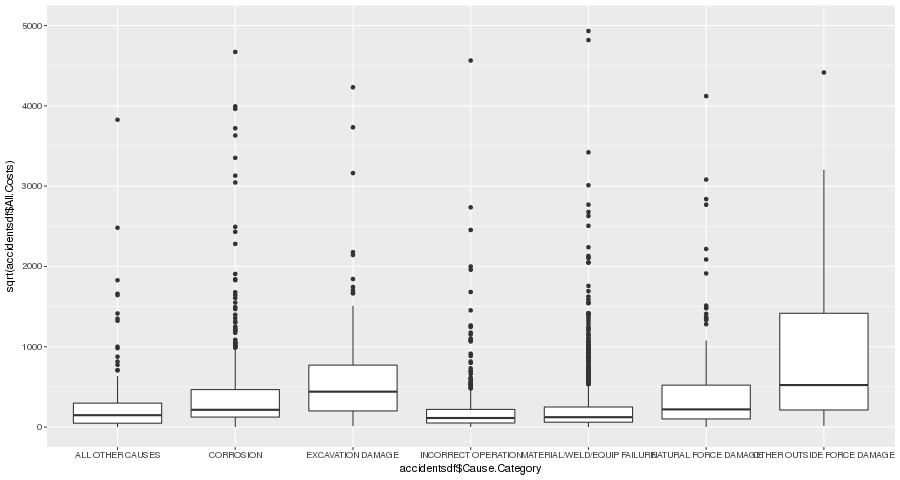 sqrt(accidentsdf$All.Costs)
5000
4000
3000
2000
1000
0
ALL OTHER CAUSES CORROSION EXCAVATION DAMAGE INCORRECT OPERATION MATERIAL/WELD/EQUIP FAILURE NATURAL FORCE DAMAGE OTHER OUTSIDE FORCE DAMAGE
accidentsdf$Cause.Category